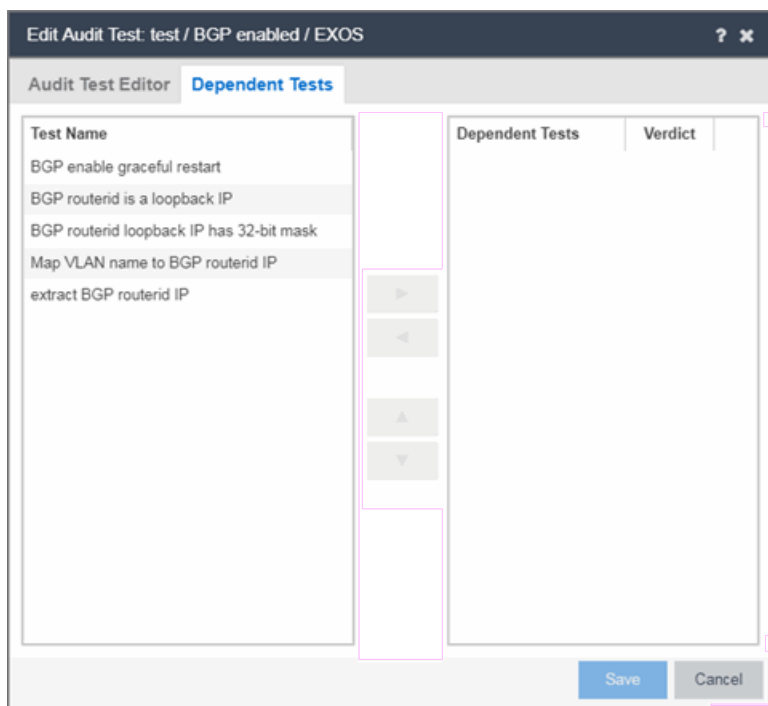 Edit Audit Test: test / BGP enabled / EXOS ? ✖
Audit Test Editor Dependent Tests
Test Name
BGP enable graceful restart
BGP routerid is a loopback IP
BGP routerid loopback IP has 32-bit mask
Map VLAN name to BGP routerid IP
extract BGP routerid IP
Dependent Tests Verdict
Save Cancel